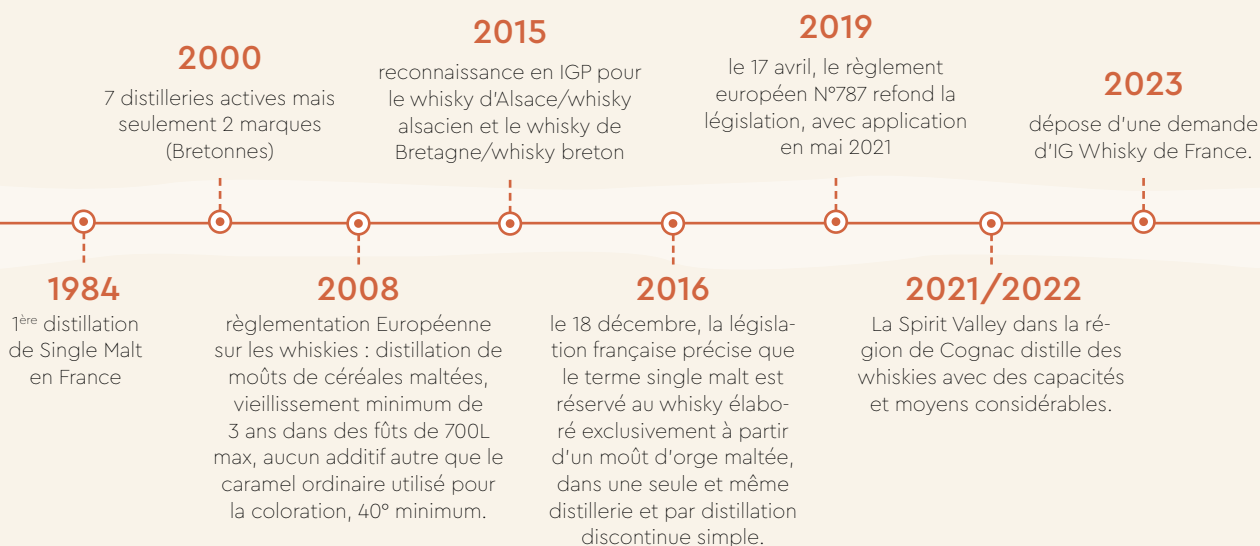 2000
7 distilleries actives mais
seulement 2 marques
(Bretonnes)
2015
reconnaissance en IGP pour
le whisky d'Alsace/whisky
alsacien et le whisky de
Bretagne/whisky breton
2019
le 17 avril, le règlement
européen N°787 refond la
législation, avec application
en mai 2021
2023
dépose d'une demande
d'IG Whisky de France.
1984
1ère distillation
de Single Malt
en France
2008
règlementation Européenne
sur les whiskies : distillation de
moûts de céréales maltées,
vieillissement minimum de
3 ans dans des fûts de 700L
max, aucun additif autre que le
caramel ordinaire utilisé pour
la coloration, 40° minimum.
2016
le 18 décembre, la législa-
tion française précise que
le terme single malt est
réservé au whisky élabo-
ré exclusivement à partir
d'un moût d'orge maltée,
dans une seule et même
distillerie et par distillation
discontinue simple.
2021/2022
La Spirit Valley dans la ré-
gion de Cognac distille des
whiskies avec des capacités
et moyens considérables.